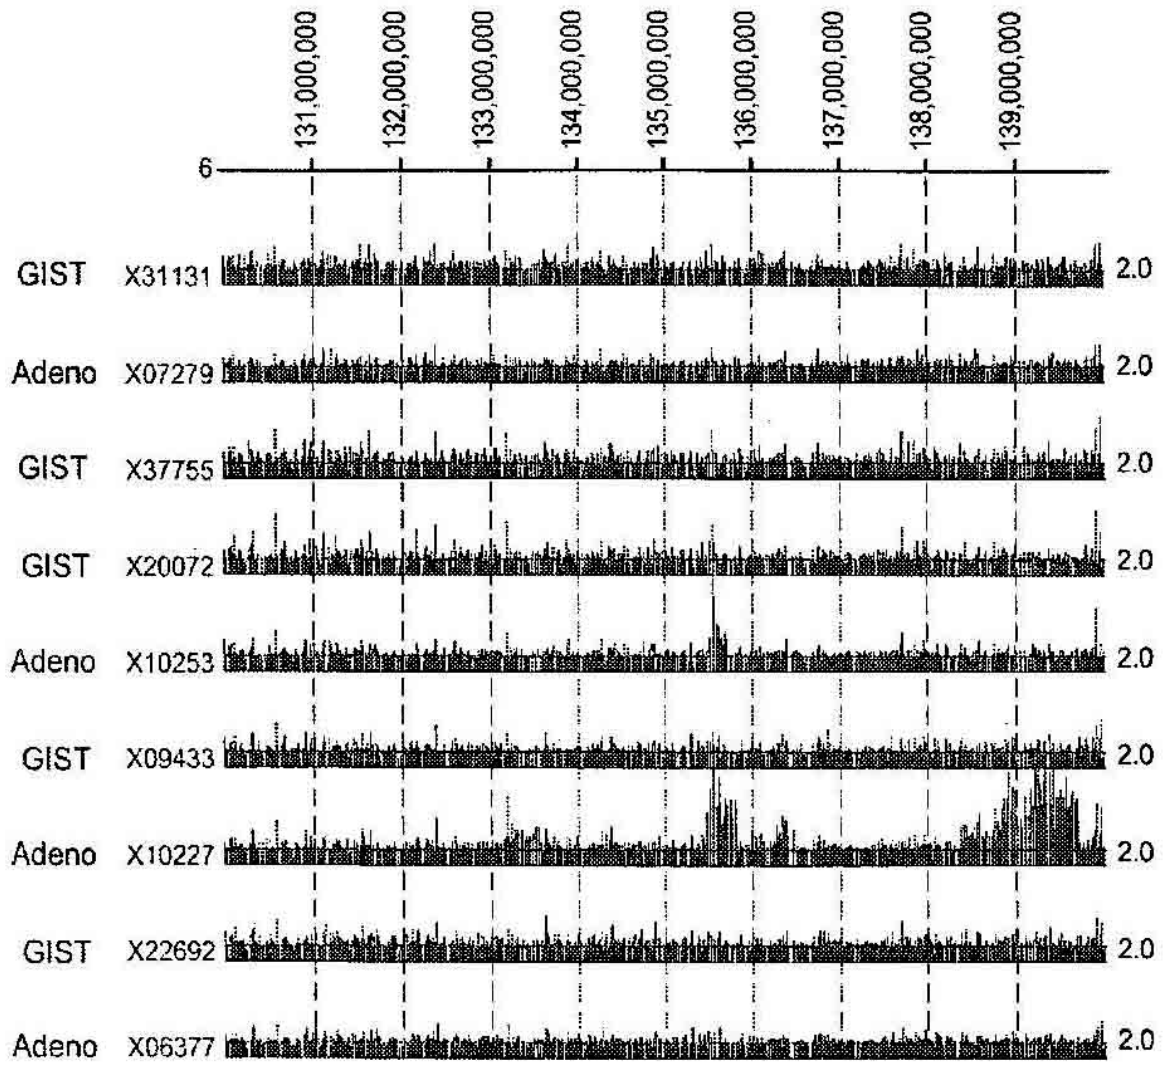 131,000,000
132,000,000
133,000,000
134,000,000
135,000,000
136,000,000
137,000,000
138,000,000
139,000,000
6
GIST X31131 2.0
Adeno X07279 2.0
GIST X37755 2.0
GIST X20072 2.0
Adeno X10253 2.0
GIST X09433 2.0
Adeno X10227 2.0
GIST X22692 2.0
Adeno X06377 2.0